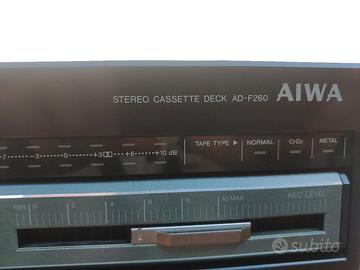 STEREO CASSETTE DECK AD-F260 AIWA
-7 -3 0 +3 +6 +10 dB
TAPE TYPE ▶ NORMAL CrO₂ METAL
MIN 0 2 4 6 8 10 MAX REC LEVEL
subito